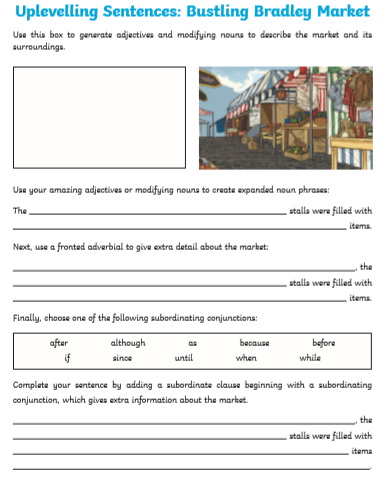 Uplevelling Sentences: Bustling Bradley Market
Use this box to generate adjectives and modifying nouns to describe the market and its
surroundings.
Use your amazing adjectives or modifying nouns to create expanded noun phrases:
The stalls were filled with
items.
Next, use a fronted adverbial to give extra detail about the market:
, the
stalls were filled with
items.
Finally, choose one of the following subordinating conjunctions:
after although as because before
if since until when while
Complete your sentence by adding a subordinate clause beginning with a subordinating
conjunction, which gives extra information about the market.
, the
stalls were filled with
items
.